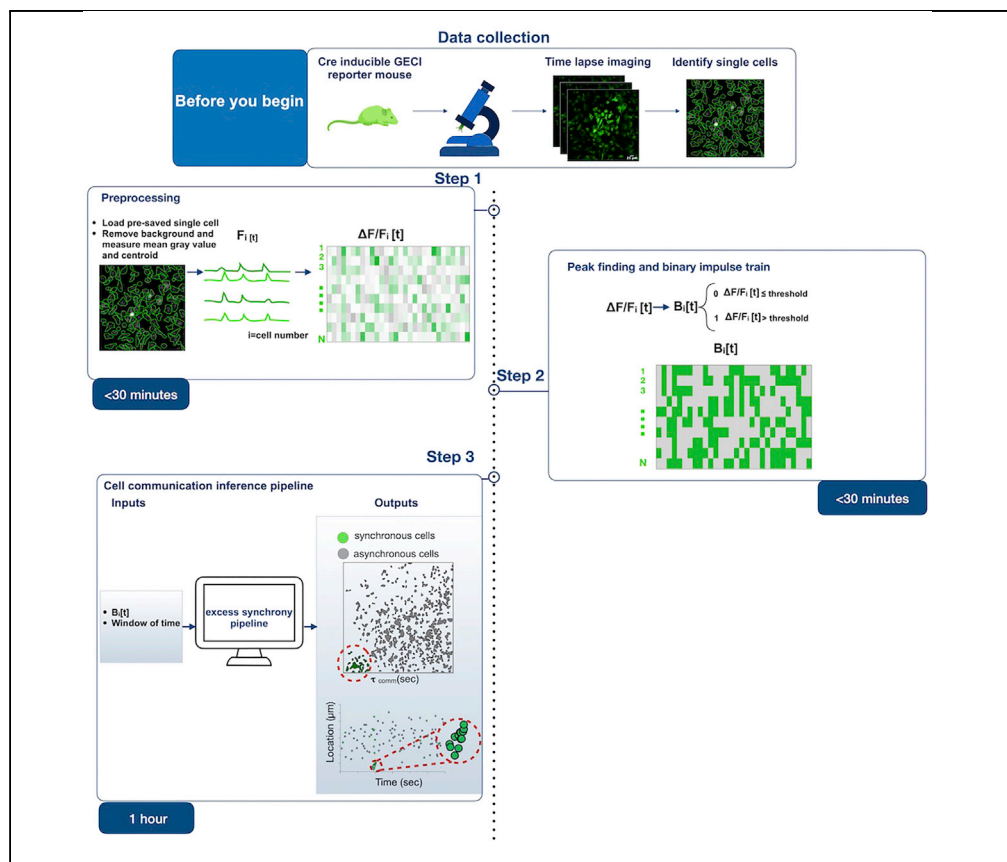 Data collection
Before you begin
Cre inducible GECI
reporter mouse
Time lapse imaging
Identify single cells
Step 1
Preprocessing
• Load pre-saved single cell
• Remove background and
measure mean gray value
and centroid
F i [t]
ΔF/Fi [t]
1
2
3
N
i=cell number
<30 minutes
Step 2
Peak finding and binary impulse train
ΔF/Fi [t] Bi[t]
0 ΔF/Fi [t] ≤ threshold
1 ΔF/Fi [t] > threshold
Bi[t]
1
2
3
N
<30 minutes
Step 3
Cell communication inference pipeline
Inputs
Outputs
synchronous cells
asynchronous cells
• Bi[t]
• Window of time
excess synchrony
pipeline
τ comm(sec)
Location (μm)
Time (sec)
1 hour